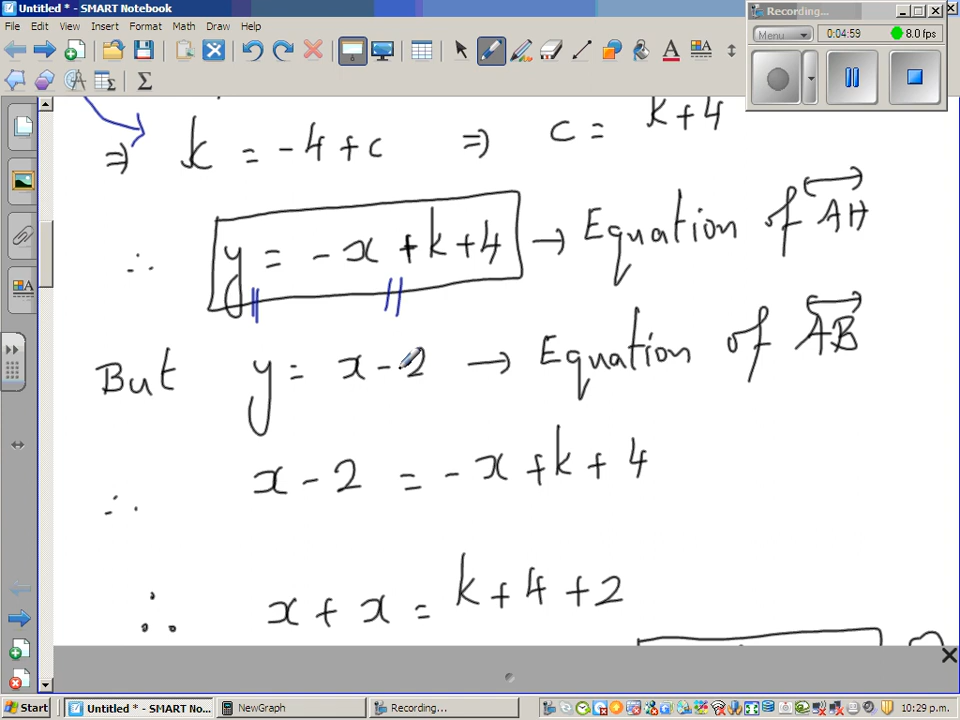 Untitled * - SMART Notebook
File Edit View Insert Format Math Draw Help
Recording...
Menu 0:04:59 8.0 fps
⇒ k = -4 + c ⇒ c = k+4
∴ y = -x + k + 4 → Equation of AH
But y = x - 2 → Equation of AB
∴ x - 2 = -x + k + 4
∴ x + x = k + 4 + 2
Start Untitled * - SMART No... NewGraph Recording... 10:29 p.m.